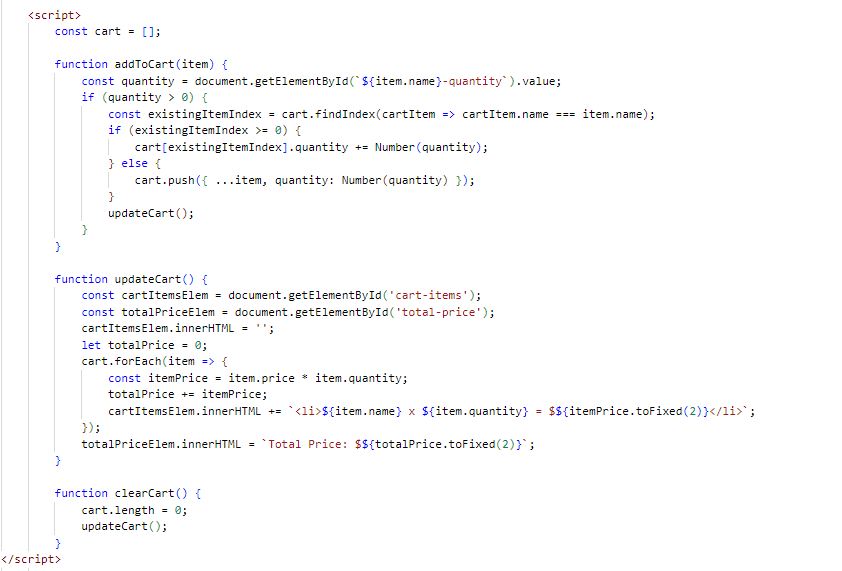 <script>
const cart = [];
function addToCart(item) {
const quantity = document.getElementById(`${item.name}-quantity`).value;
if (quantity > 0) {
const existingItemIndex = cart.findIndex(cartItem => cartItem.name === item.name);
if (existingItemIndex >= 0) {
cart[existingItemIndex].quantity += Number(quantity);
} else {
cart.push({ ...item, quantity: Number(quantity) });
}
updateCart();
}
}
function updateCart() {
const cartItemsElem = document.getElementById('cart-items');
const totalPriceElem = document.getElementById('total-price');
cartItemsElem.innerHTML = '';
let totalPrice = 0;
cart.forEach(item => {
const itemPrice = item.price * item.quantity;
totalPrice += itemPrice;
cartItemsElem.innerHTML += `<li>${item.name} x ${item.quantity} = $${itemPrice.toFixed(2)}</li>`;
});
totalPriceElem.innerHTML = `Total Price: $${totalPrice.toFixed(2)}`;
}
function clearCart() {
cart.length = 0;
updateCart();
}
</script>